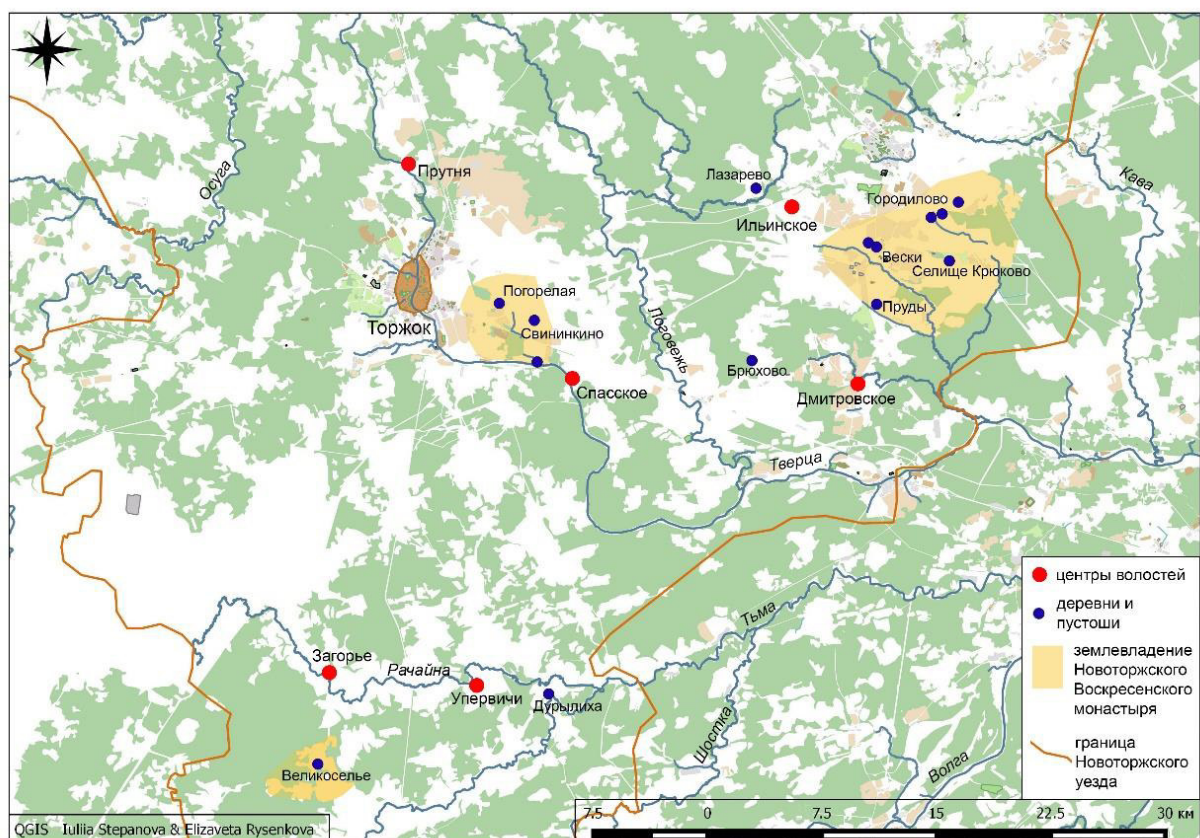 Осуга
Прутня
Лазарево
Ильинское
Городилово
Кава
Вески
Селище Крюково
Погорелая
Свининкино
Пруды
Торжок
Логовежь
Брюхово
Спасское
Дмитровское
Тверца
Тьма
Загорье
Рачайна
Упервичи
Дурылиха
Шостка
Великоселье
Волга
центры волостей
деревни и
пустоши
землевладение
Новоторжского
Воскресенского
монастыря
граница
Новоторжского
уезда
7.5 0 7.5 15 22.5 30 км
QGIS Iuliia Stepanova & Elizaveta Rysenkova